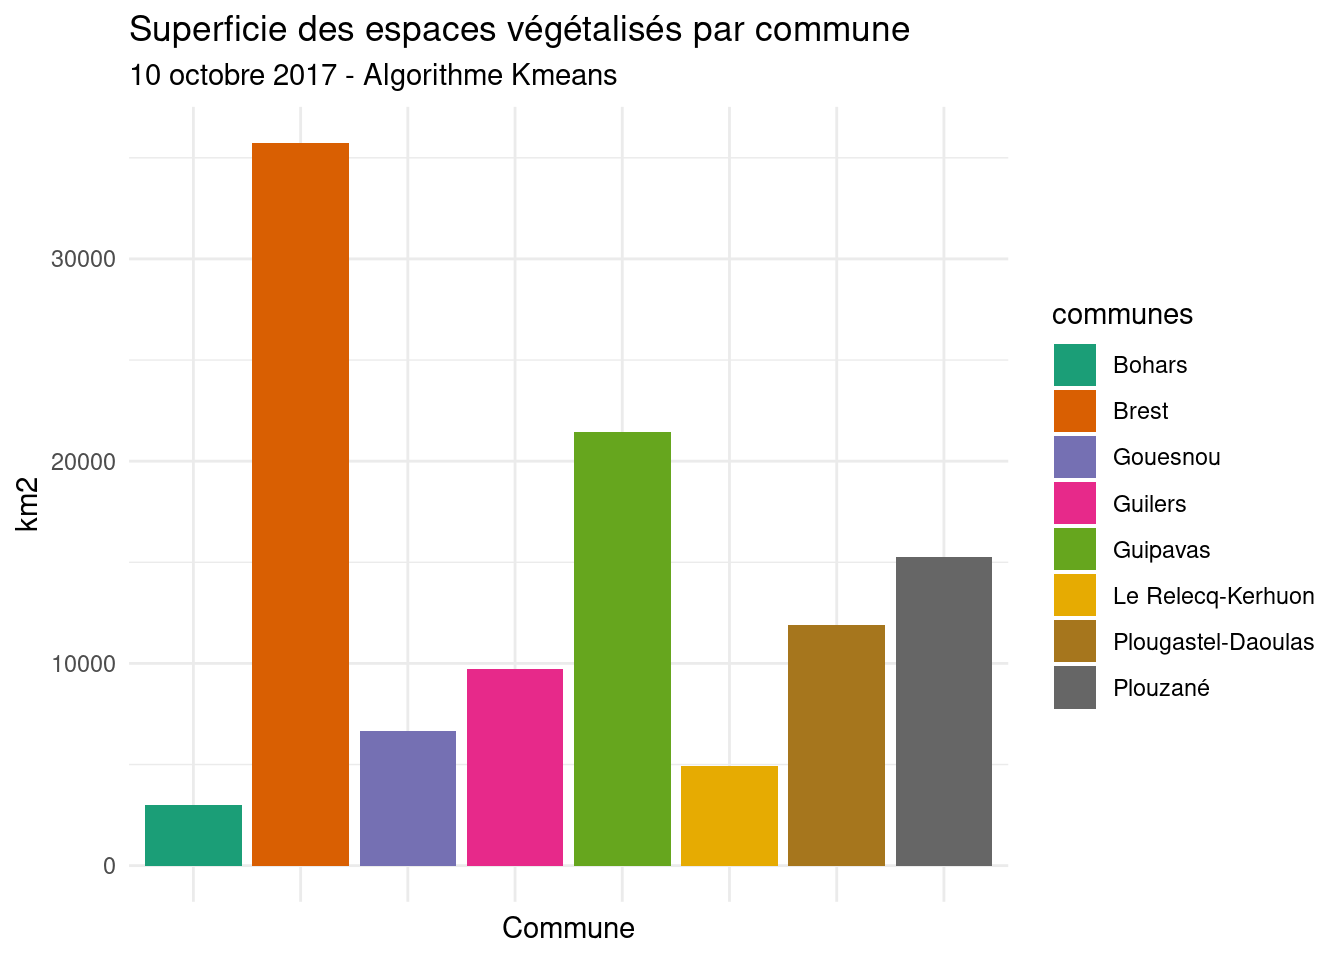 Superficie des espaces végétalisés par commune
10 octobre 2017 - Algorithme Kmeans
km2
30000
20000
10000
0
Commune
communes
Bohars
Brest
Gouesnou
Guilers
Guipavas
Le Relecq-Kerhuon
Plougastel-Daoulas
Plouzané